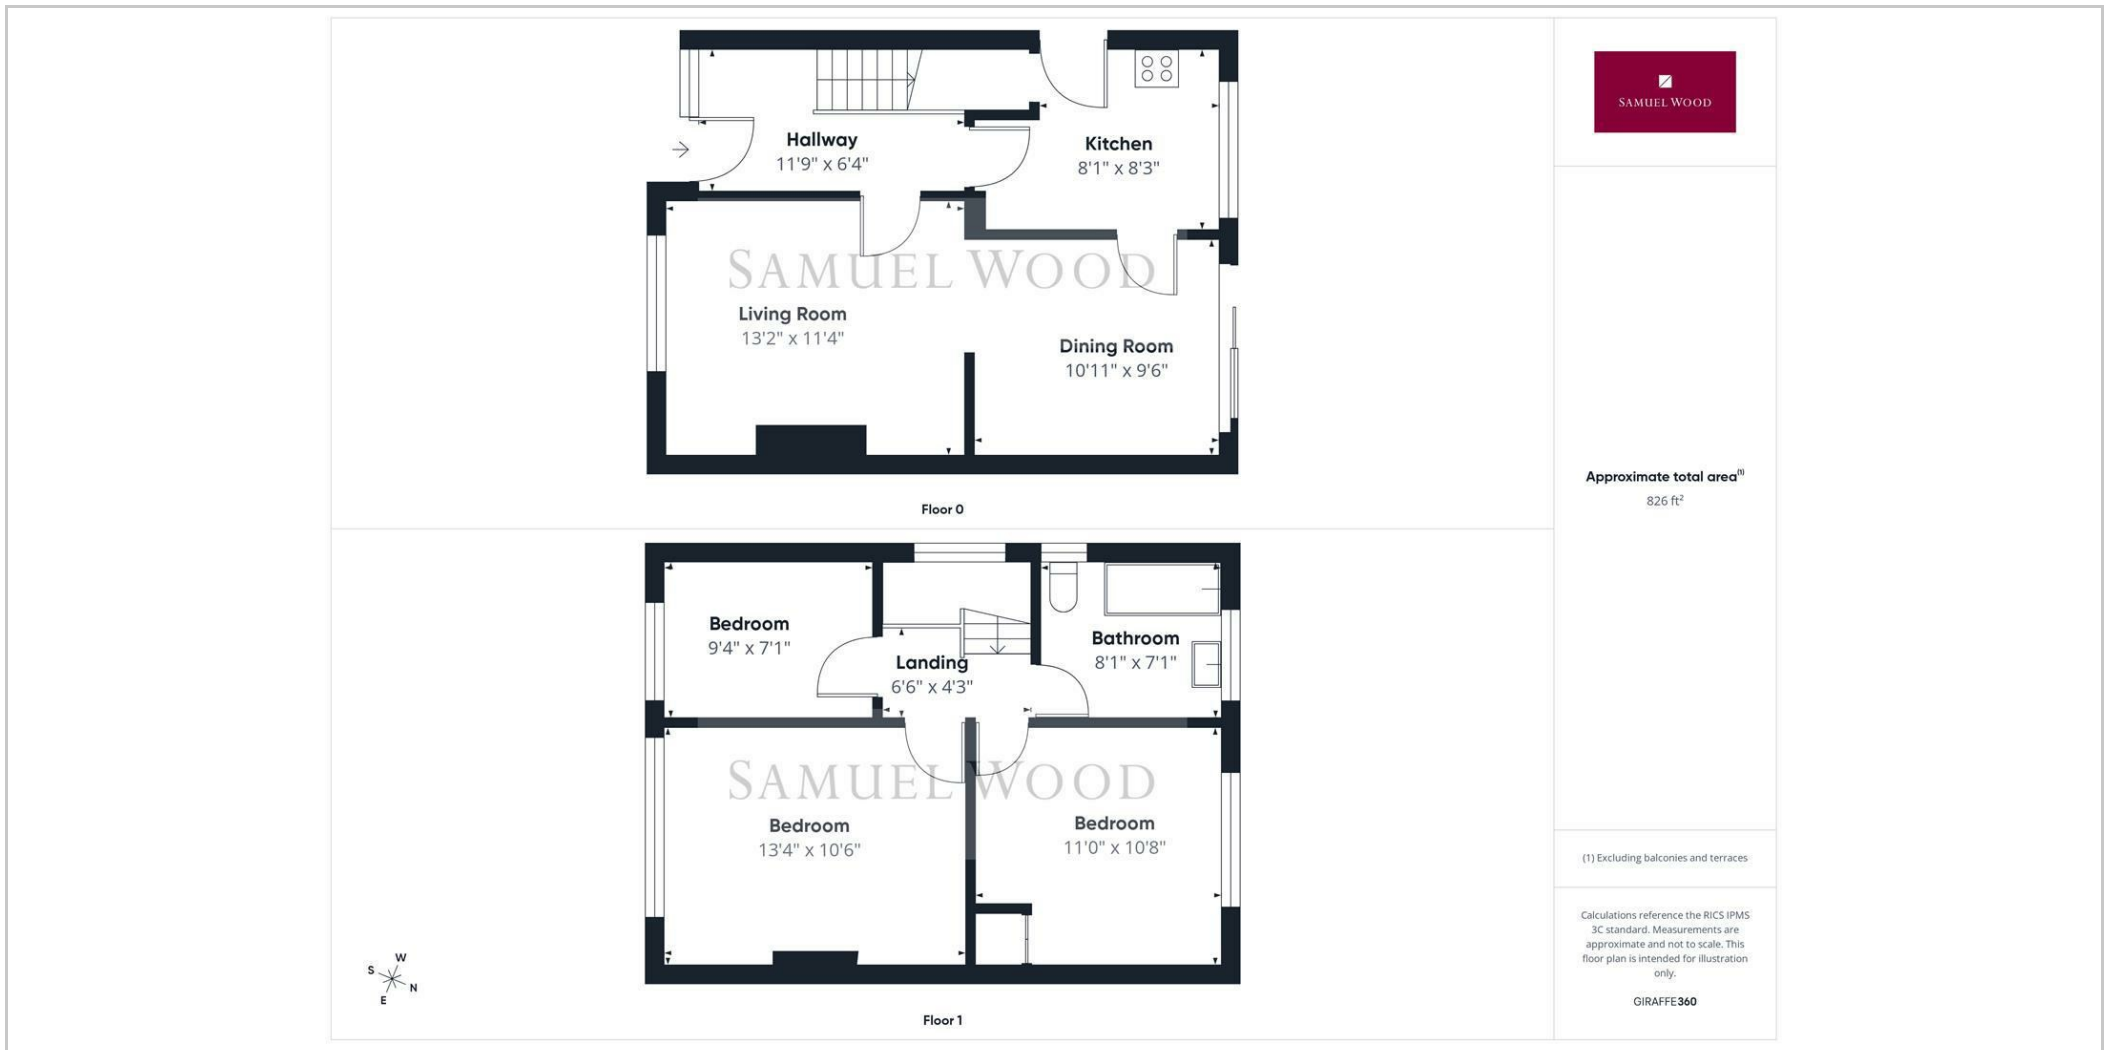 SAMUEL WOOD
Hallway
11'9" x 6'4"
Kitchen
8'1" x 8'3"
SAMUEL WOOD
Living Room
13'2" x 11'4"
Dining Room
10'11" x 9'6"
Floor 0
Approximate total area(1)
826 ft²
Bedroom
9'4" x 7'1"
Landing
6'6" x 4'3"
Bathroom
8'1" x 7'1"
SAMUEL WOOD
Bedroom
13'4" x 10'6"
Bedroom
11'0" x 10'8"
W
S
N
E
Floor 1
(1) Excluding balconies and terraces
Calculations reference the RICS IPMS
3C standard. Measurements are
approximate and not to scale. This
floor plan is intended for illustration
only.
GIRAFFE360